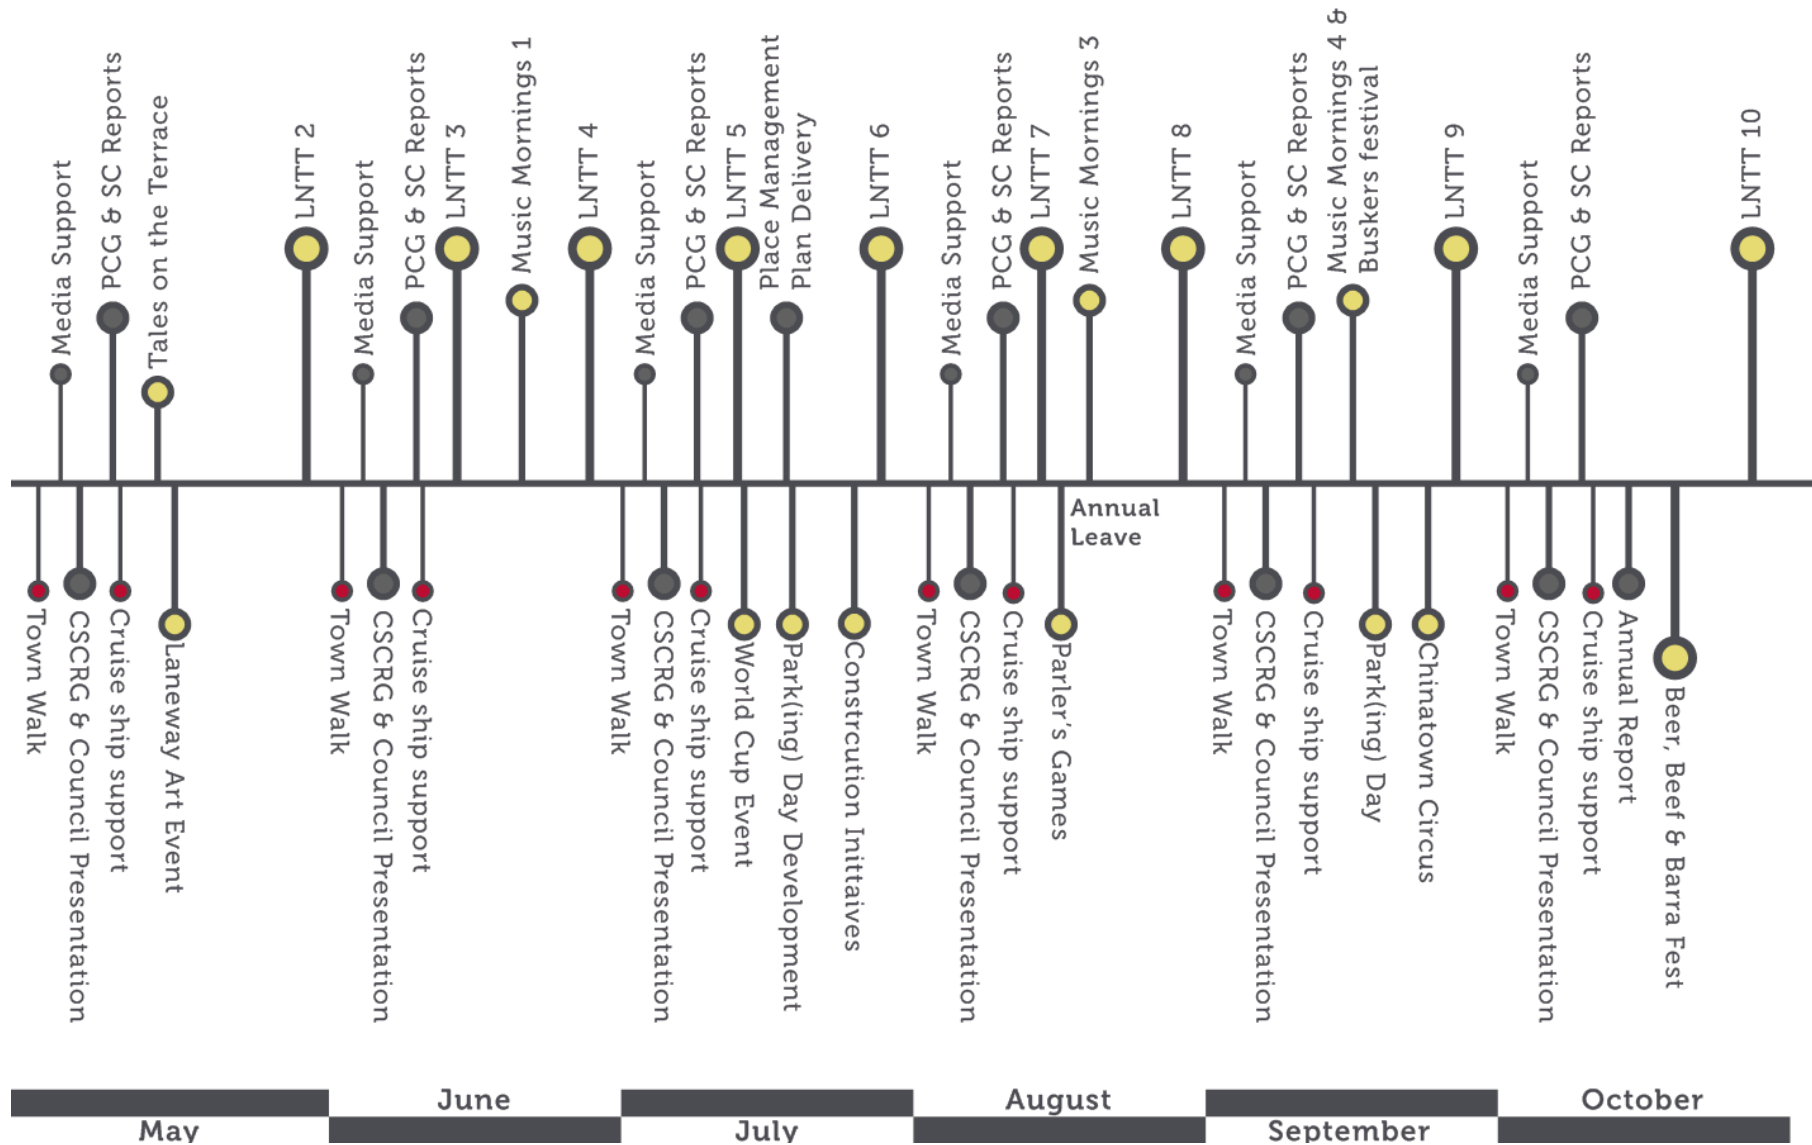 Media Support
PCG & SC Reports
Tales on the Terrace
LNTT 2
Media Support
PCG & SC Reports
LNTT 3
Music Mornings 1
LNTT 4
Media Support
PCG & SC Reports
LNTT 5
Place Management
Plan Delivery
LNTT 6
Media Support
PCG & SC Reports
LNTT 7
Music Mornings 3
LNTT 8
Media Support
PCG & SC Reports
Music Mornings 4 &
Buskers festival
LNTT 9
Media Support
PCG & SC Reports
LNTT 10
Annual
Leave
Town Walk
CSCRG & Council Presentation
Cruise ship support
Laneway Art Event
Town Walk
CSCRG & Council Presentation
Cruise ship support
Town Walk
CSCRG & Council Presentation
Cruise ship support
World Cup Event
Park(ing) Day Development
Constrcution Inittaives
Town Walk
CSCRG & Council Presentation
Cruise ship support
Parler's Games
Town Walk
CSCRG & Council Presentation
Cruise ship support
Park(ing) Day
Chinatown Circus
Town Walk
CSCRG & Council Presentation
Cruise ship support
Annual Report
Beer, Beef & Barra Fest
June
August
October
May
July
September